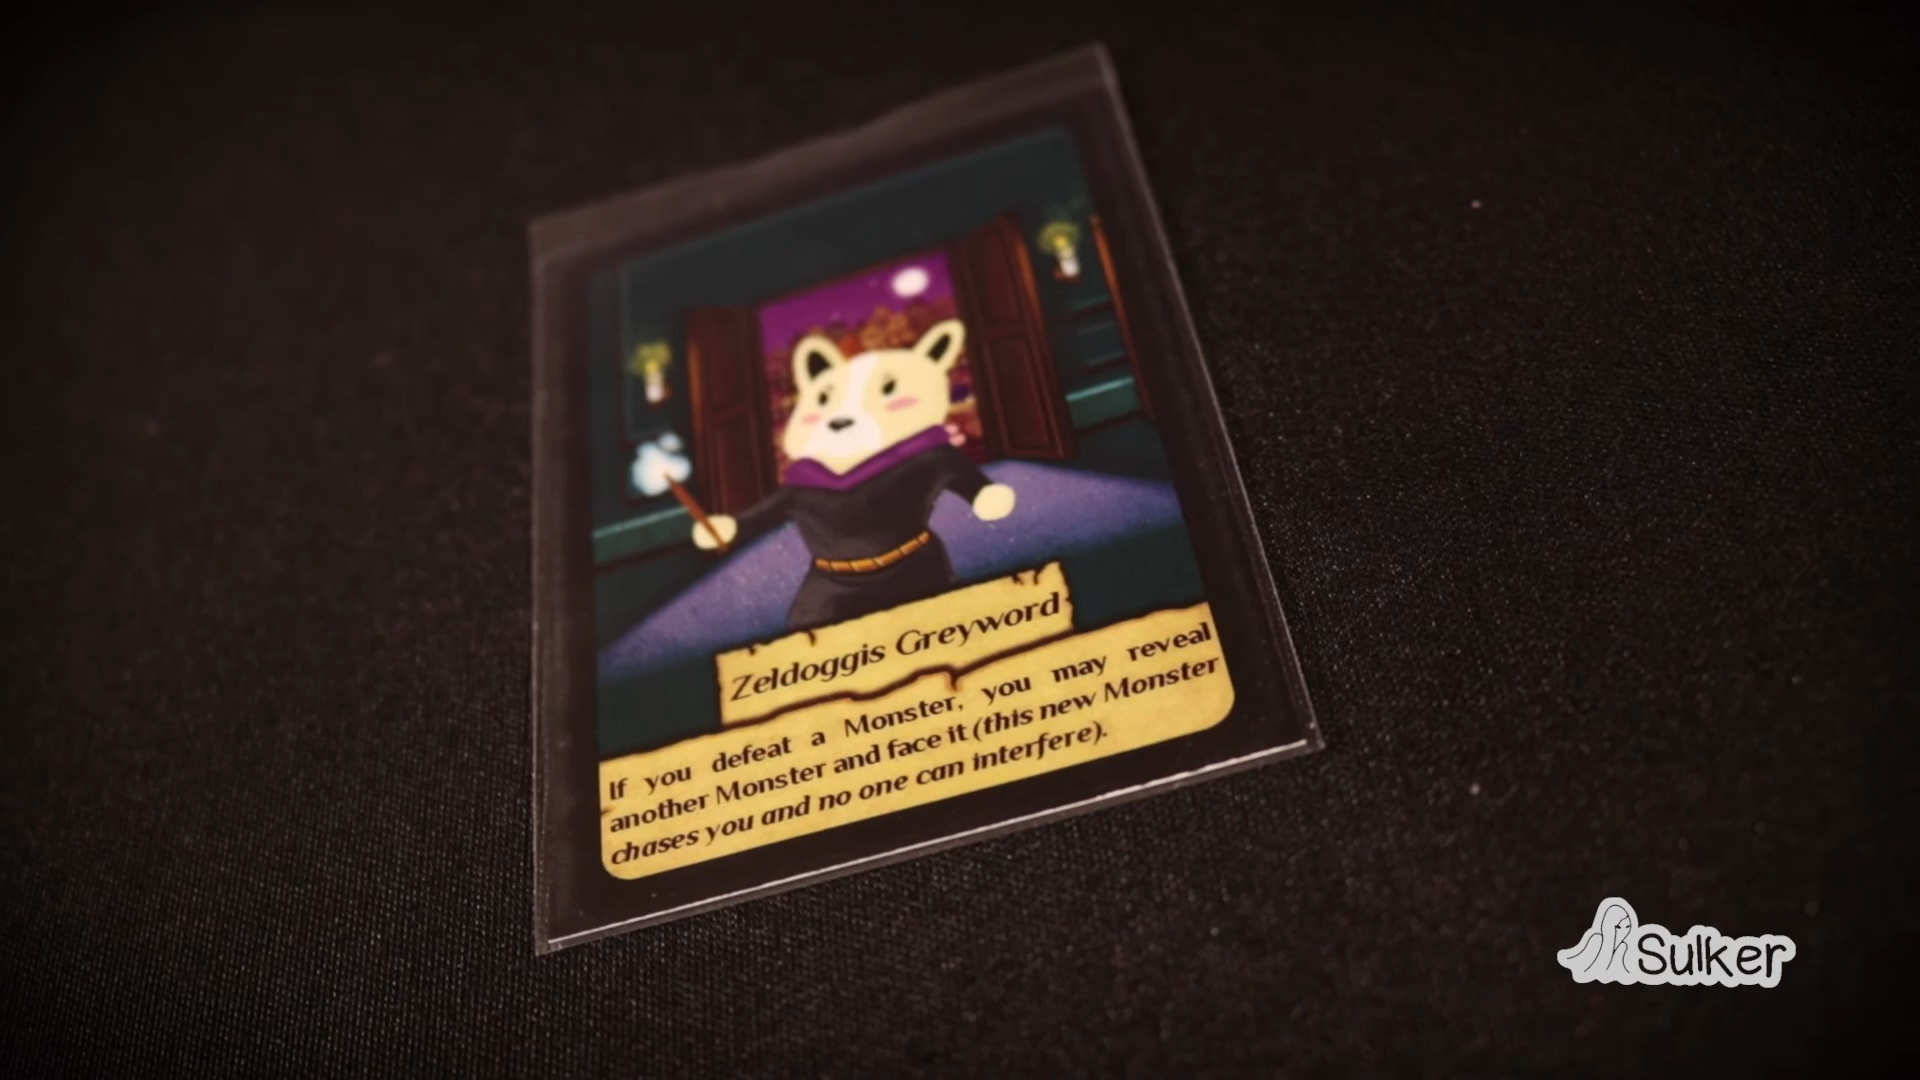 Zeldoggis Greyword
If you defeat a Monster, you may reveal
another Monster and face it (this new Monster
chases you and no one can interfere).
Sulker